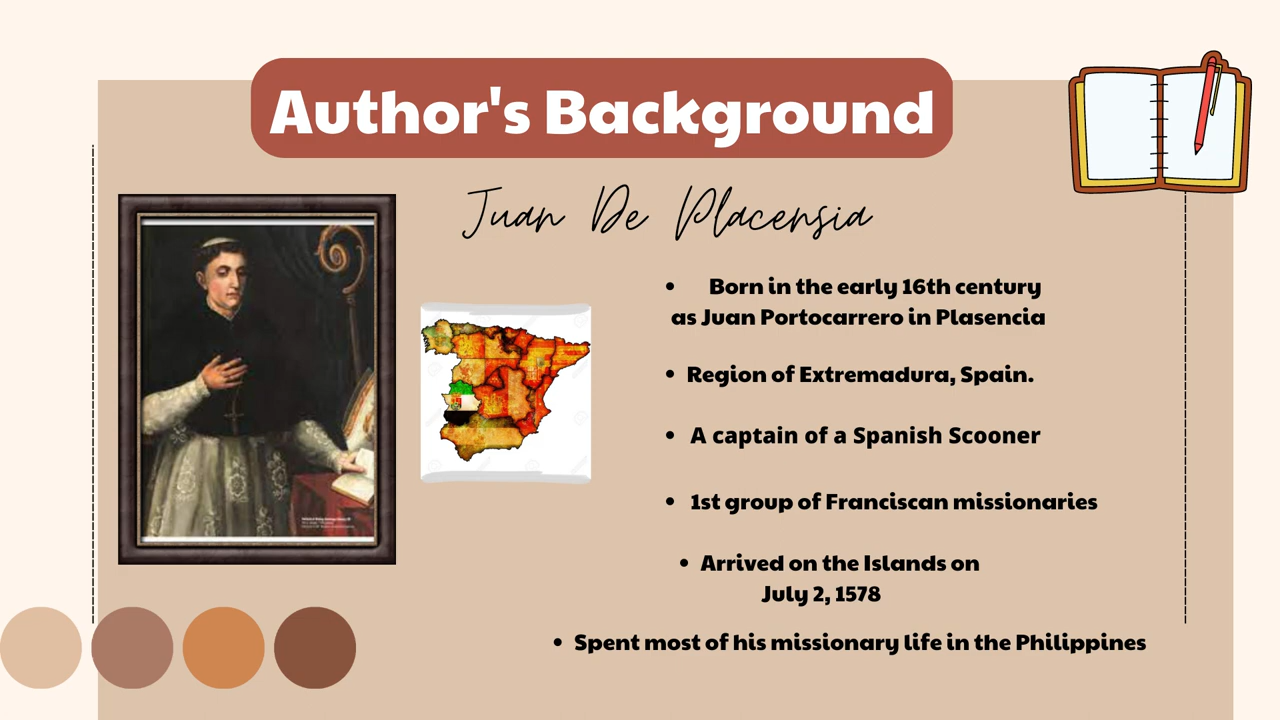 Author's Background
Juan De Placensia
• Born in the early 16th century
as Juan Portocarrero in Plasencia
• Region of Extremadura, Spain.
• A captain of a Spanish Scooner
• 1st group of Franciscan missionaries
• Arrived on the Islands on
July 2, 1578
• Spent most of his missionary life in the Philippines